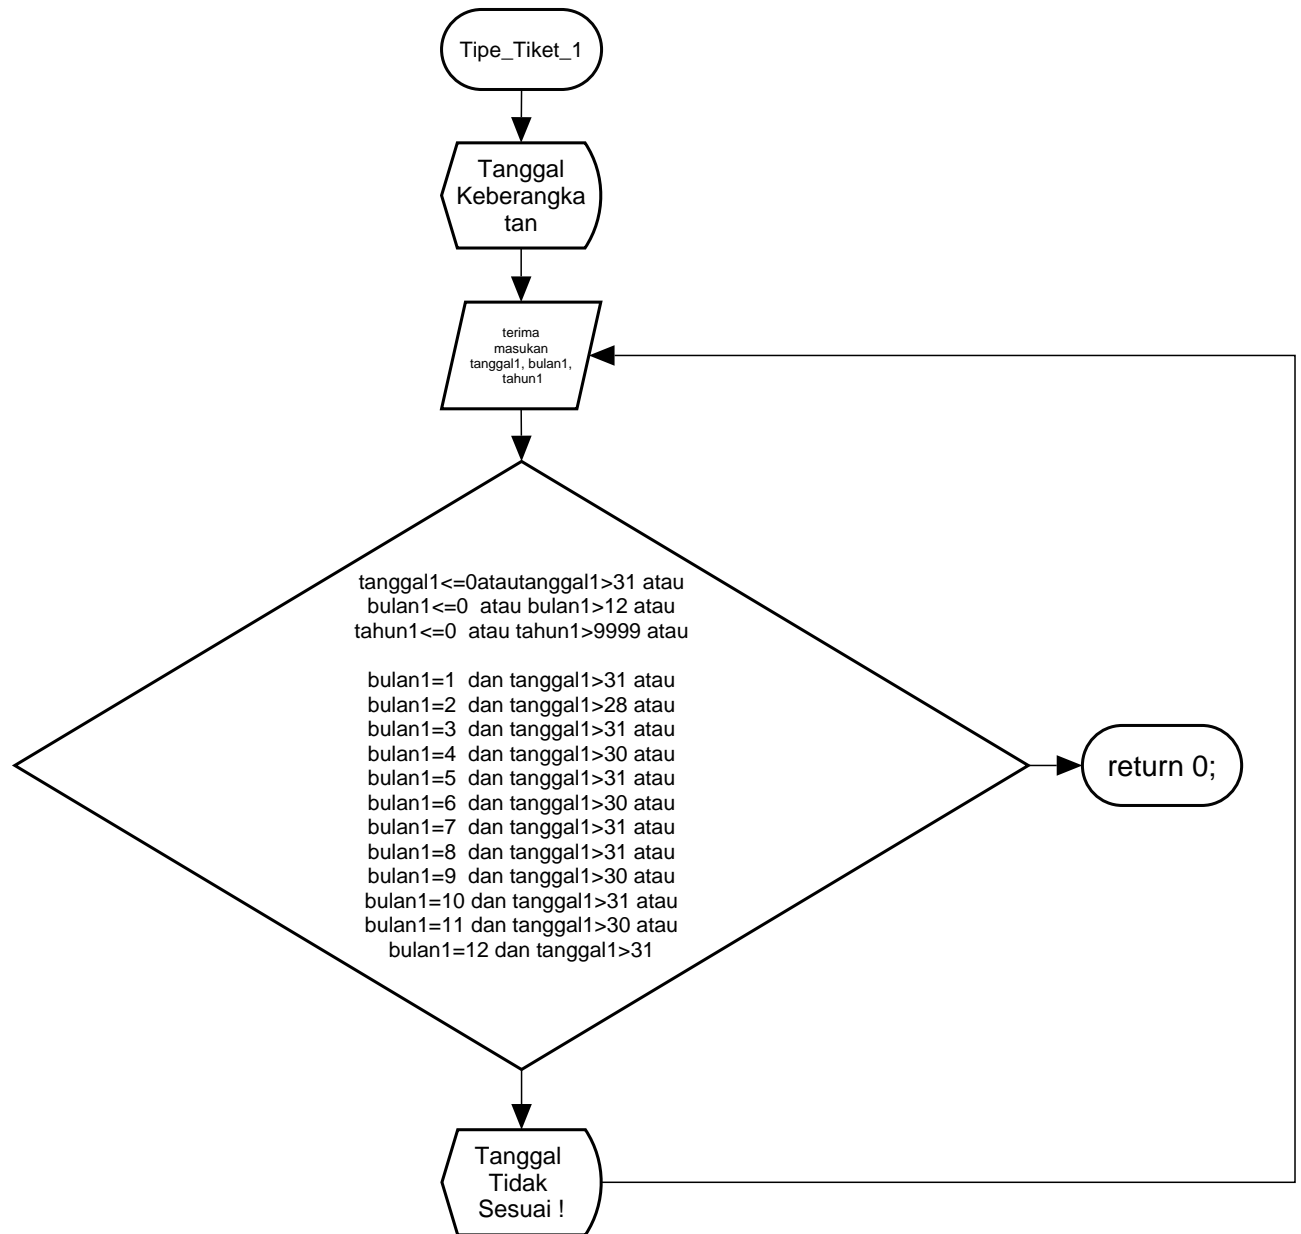 Tipe_Tiket_1
Tanggal
Keberangka
tan
terima
masukan
tanggal1, bulan1,
tahun1
tanggal1<=0atautanggal1>31 atau
bulan1<=0  atau bulan1>12 atau
tahun1<=0  atau tahun1>9999 atau
bulan1=1  dan tanggal1>31 atau
bulan1=2  dan tanggal1>28 atau
bulan1=3  dan tanggal1>31 atau
bulan1=4  dan tanggal1>30 atau
bulan1=5  dan tanggal1>31 atau
bulan1=6  dan tanggal1>30 atau
bulan1=7  dan tanggal1>31 atau
bulan1=8  dan tanggal1>31 atau
bulan1=9  dan tanggal1>30 atau
bulan1=10 dan tanggal1>31 atau
bulan1=11 dan tanggal1>30 atau
bulan1=12 dan tanggal1>31
return 0;
Tanggal
Tidak
Sesuai !